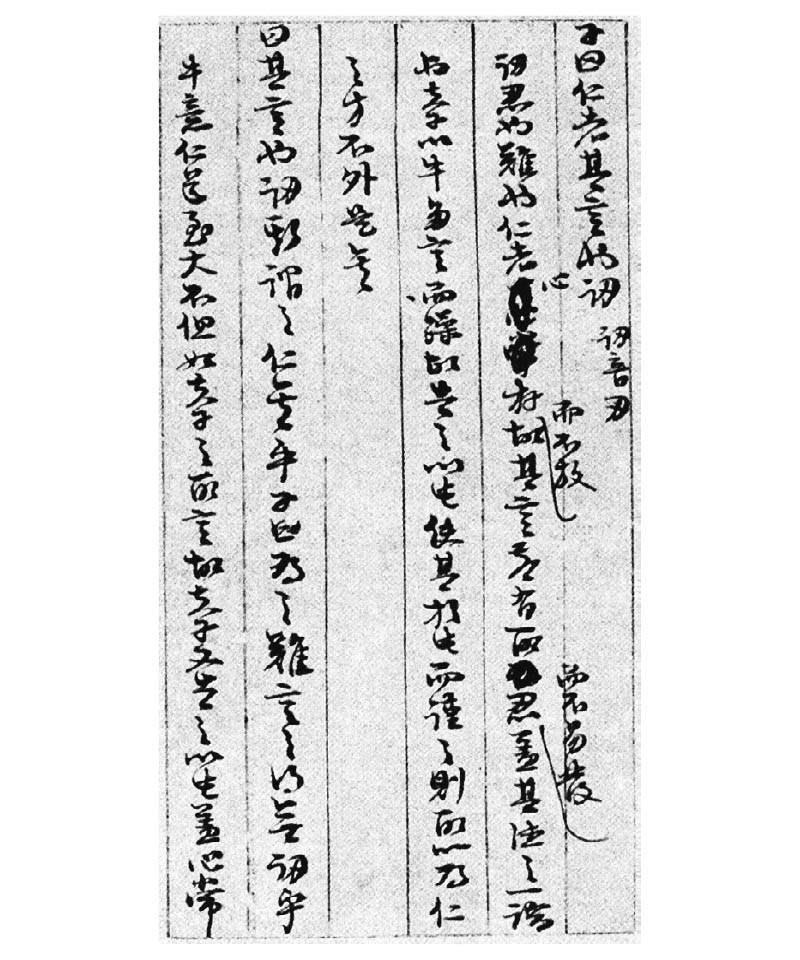 子曰仁者其言也訒 訒音刃
訒忍也難也仁者心存而不放故其言若有所忍而不易發蓋其德之一端
也夫子以牛多言而躁故告之以此使其於此而謹之則所以為仁
之方不外是矣
曰其言也訒斯謂之仁矣乎子曰為之難言之得無訒乎
牛意仁道至大不但如夫子之所言故夫子又告之以此蓋心常